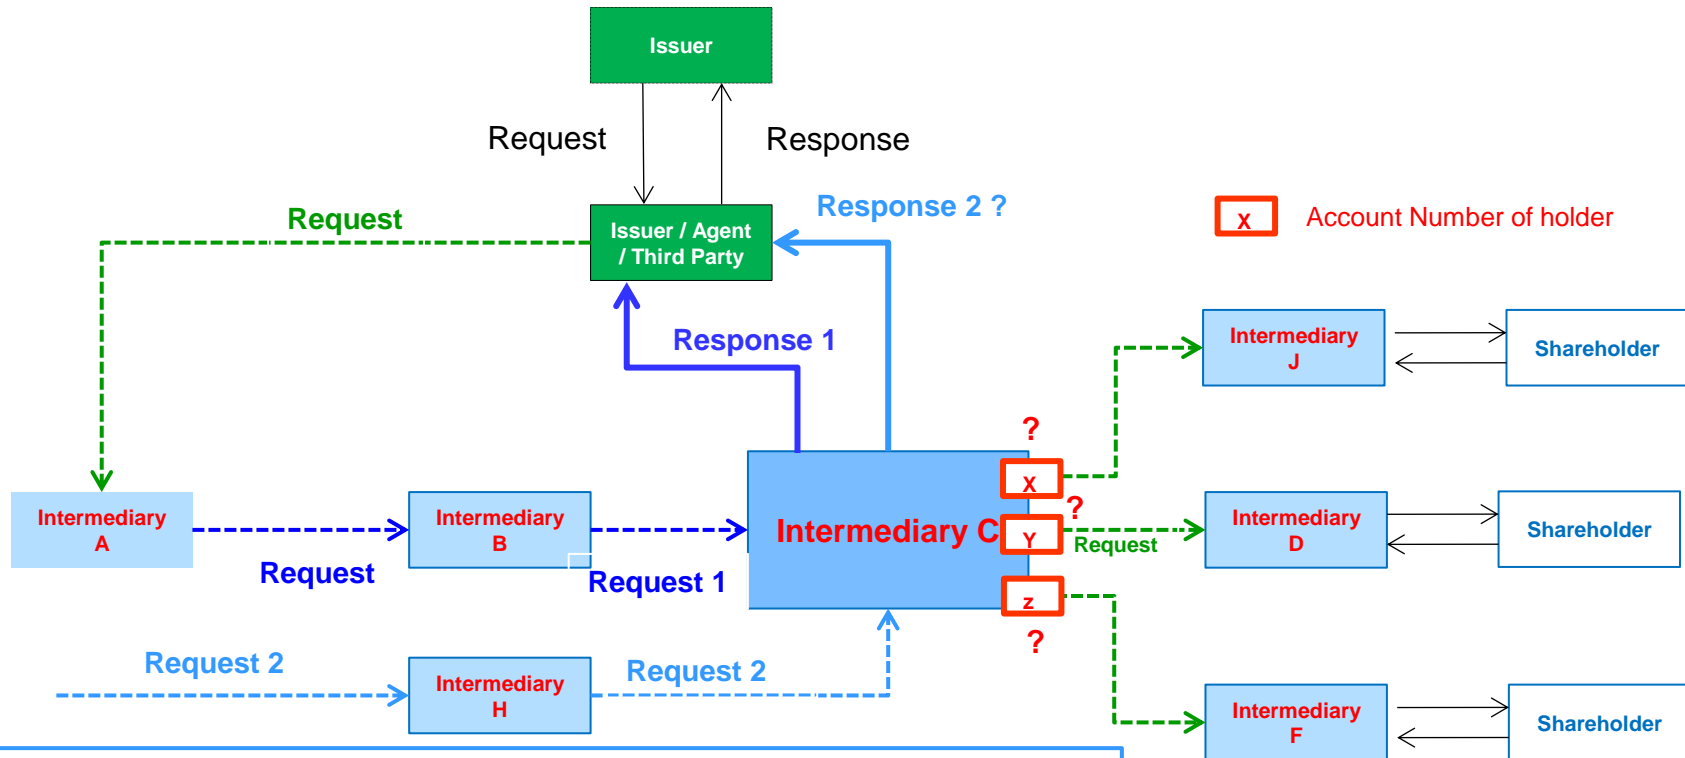 Issuer
Request
Response
Response 2 ?
Request
Issuer / Agent
/ Third Party
X
Account Number of holder
Response 1
Intermediary
J
Shareholder
?
X
?
Intermediary
A
Intermediary
B
Intermediary C
Y
Request
Intermediary
D
Shareholder
Request
Request 1
z
?
Request 2
Intermediary
H
Request 2
Intermediary
F
Shareholder